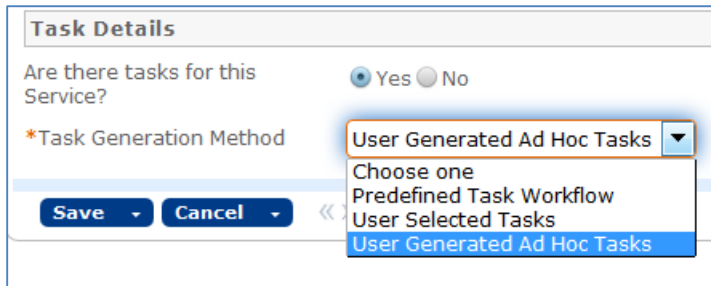 Task Details
Are there tasks for this
Service?
Yes No
*Task Generation Method
User Generated Ad Hoc Tasks
Choose one
Predefined Task Workflow
User Selected Tasks
User Generated Ad Hoc Tasks
Save Cancel «